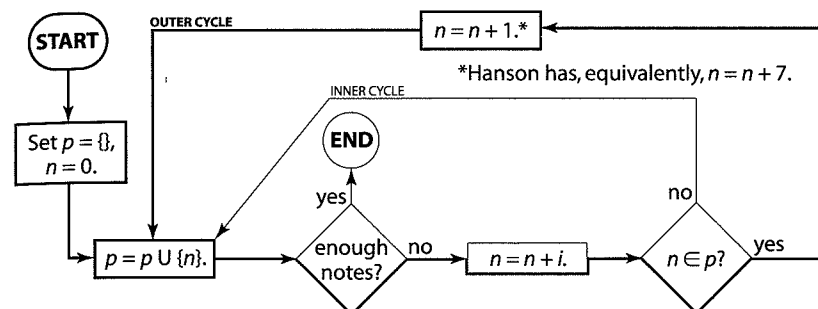 OUTER CYCLE
START
n = n + 1.*
*Hanson has, equivalently, n = n + 7.
INNER CYCLE
Set p = {},
n = 0.
END
yes
no
p = p U {n}.
enough
notes?
no
n = n + i.
n ∈ p?
yes